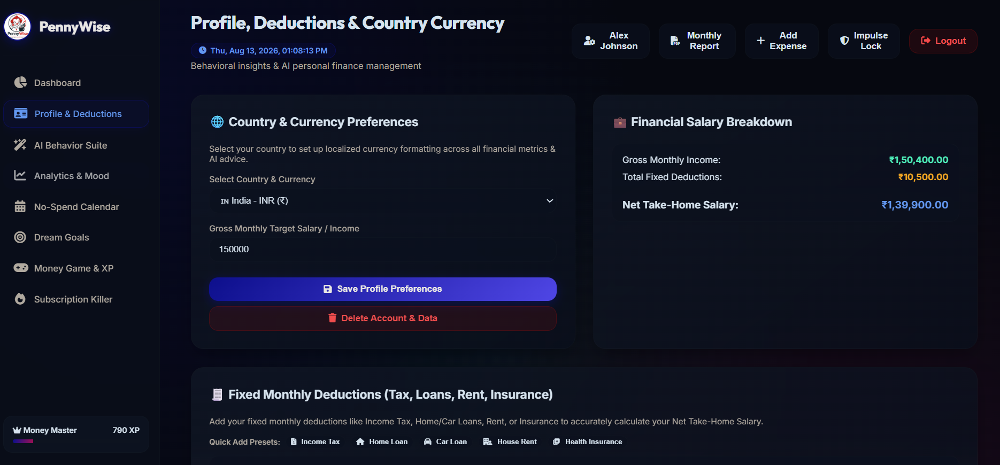 PennyWise
PennyWise
Dashboard
Profile & Deductions
AI Behavior Suite
Analytics & Mood
No-Spend Calendar
Dream Goals
Money Game & XP
Subscription Killer
Money Master 790 XP
Profile, Deductions & Country Currency
Thu, Aug 13, 2026, 01:08:13 PM
Behavioral insights & AI personal finance management
Alex
Johnson
PDF
Monthly
Report
Add
Expense
Impulse
Lock
Logout
Country & Currency Preferences
Select your country to set up localized currency formatting across all financial metrics &
AI advice.
Select Country & Currency
IN India - INR (₹)
Gross Monthly Target Salary / Income
150000
Save Profile Preferences
Delete Account & Data
Financial Salary Breakdown
Gross Monthly Income: ₹1,50,400.00
Total Fixed Deductions: ₹10,500.00
Net Take-Home Salary: ₹1,39,900.00
Fixed Monthly Deductions (Tax, Loans, Rent, Insurance)
Add your fixed monthly deductions like Income Tax, Home/Car Loans, Rent, or Insurance to accurately calculate your Net Take-Home Salary.
Quick Add Presets: Income Tax Home Loan Car Loan House Rent Health Insurance